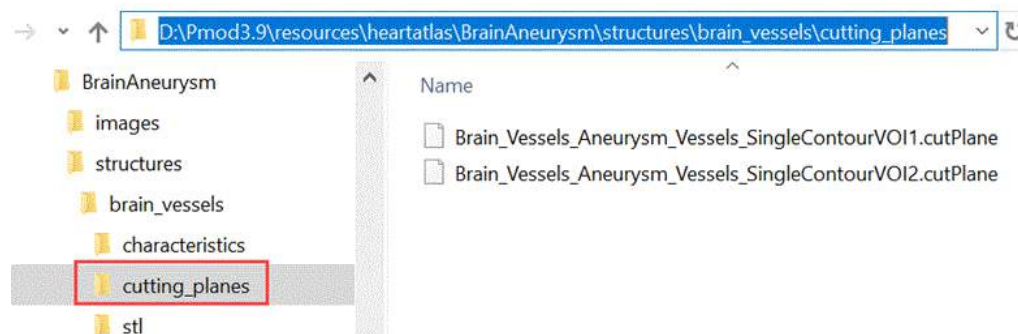 D:\Pmod3.9\resources\heartatlas\BrainAneurysm\structures\brain_vessels\cutting_planes
BrainAneurysm
images
structures
brain_vessels
characteristics
cutting_planes
stl
Name
Brain_Vessels_Aneurysm_Vessels_SingleContourVOI1.cutPlane
Brain_Vessels_Aneurysm_Vessels_SingleContourVOI2.cutPlane